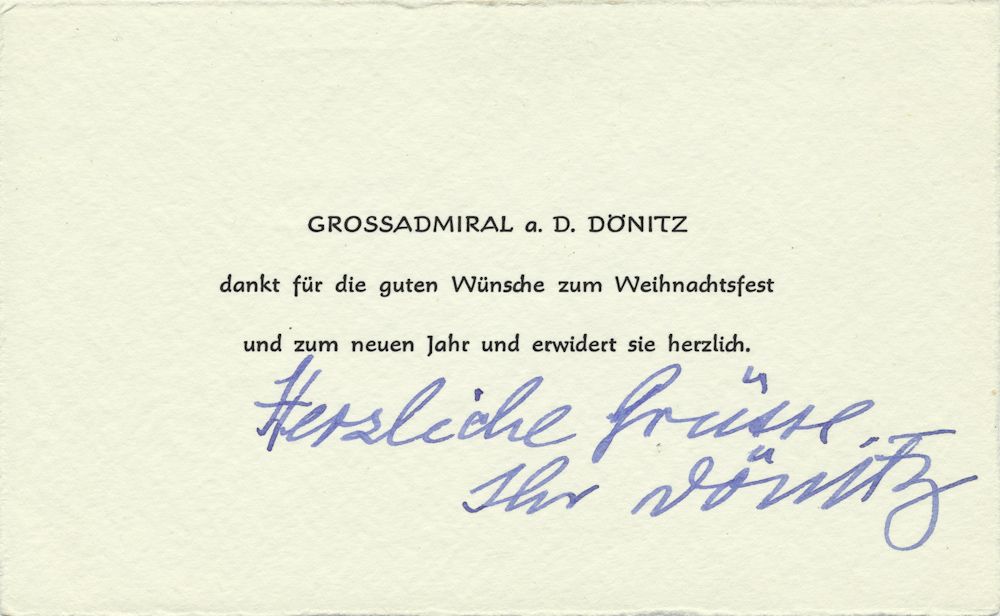 GROSSADMIRAL a. D. DÖNITZ
dankt für die guten Wünsche zum Weihnachtsfest
und zum neuen Jahr und erwidert sie herzlich.
Herzliche Grüsse,
Ihr Dönitz